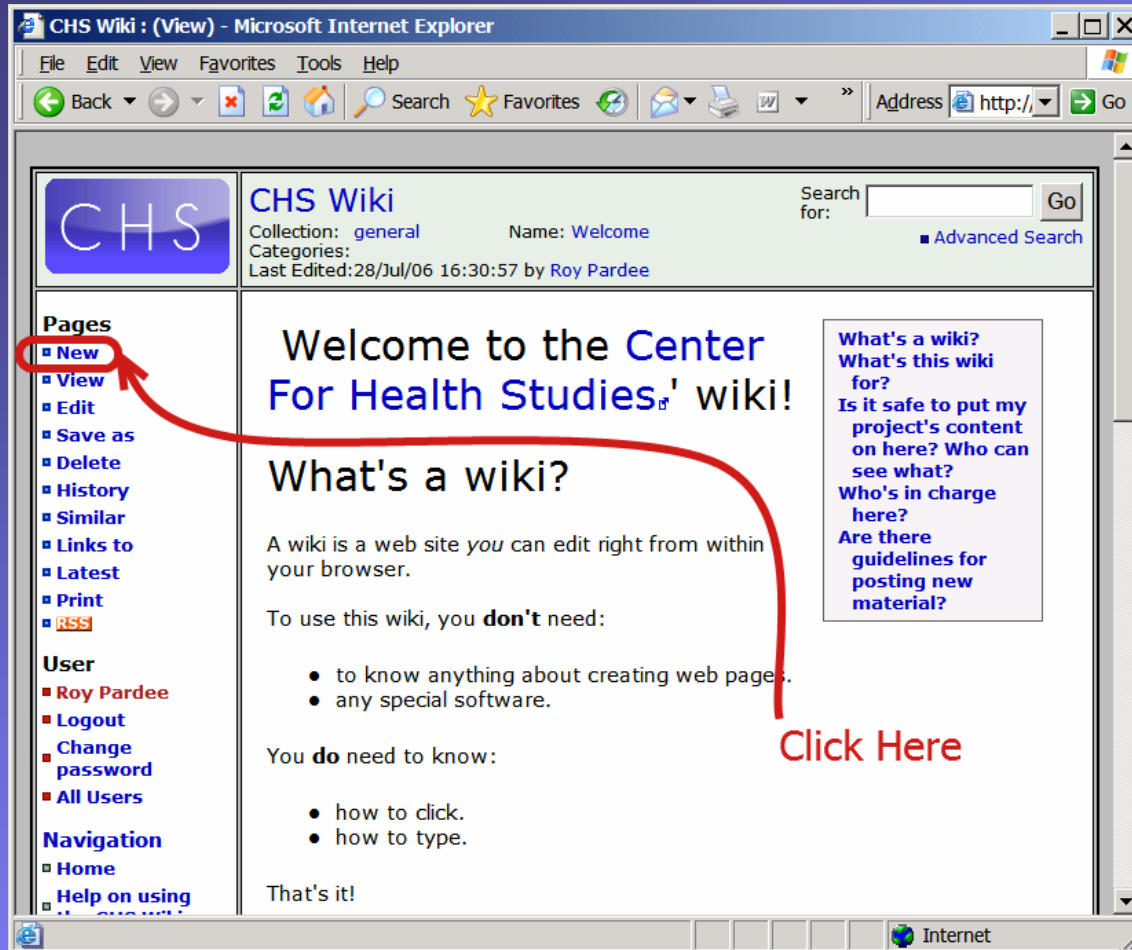 CHS Wiki : (View) - Microsoft Internet Explorer
File Edit View Favorites Tools Help
Back Search Favorites » Address http:// Go
CHS
CHS Wiki
Collection: general Name: Welcome
Categories:
Last Edited:28/Jul/06 16:30:57 by Roy Pardee
Search
for:
Go
Advanced Search
Pages
New
View
Edit
Save as
Delete
History
Similar
Links to
Latest
Print
RSS
User
Roy Pardee
Logout
Change
password
All Users
Navigation
Home
Help on using
the CHS Wiki
Welcome to the Center
For Health Studies' wiki!
What's a wiki?
A wiki is a web site you can edit right from within
your browser.
To use this wiki, you don't need:
● to know anything about creating web pages.
● any special software.
You do need to know:
● how to click.
● how to type.
That's it!
What's a wiki?
What's this wiki
for?
Is it safe to put my
project's content
on here? Who can
see what?
Who's in charge
here?
Are there
guidelines for
posting new
material?
Click Here
Internet